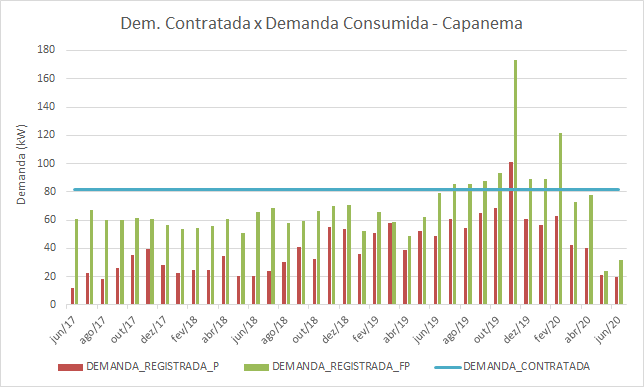 Dem. Contratada x Demanda Consumida - Capanema
Demanda (kW)
180
160
140
120
100
80
60
40
20
0
jun/17
ago/17
out/17
dez/17
fev/18
abr/18
jun/18
ago/18
out/18
dez/18
fev/19
abr/19
jun/19
ago/19
out/19
dez/19
fev/20
abr/20
jun/20
DEMANDA_REGISTRADA_P
DEMANDA_REGISTRADA_FP
DEMANDA_CONTRATADA